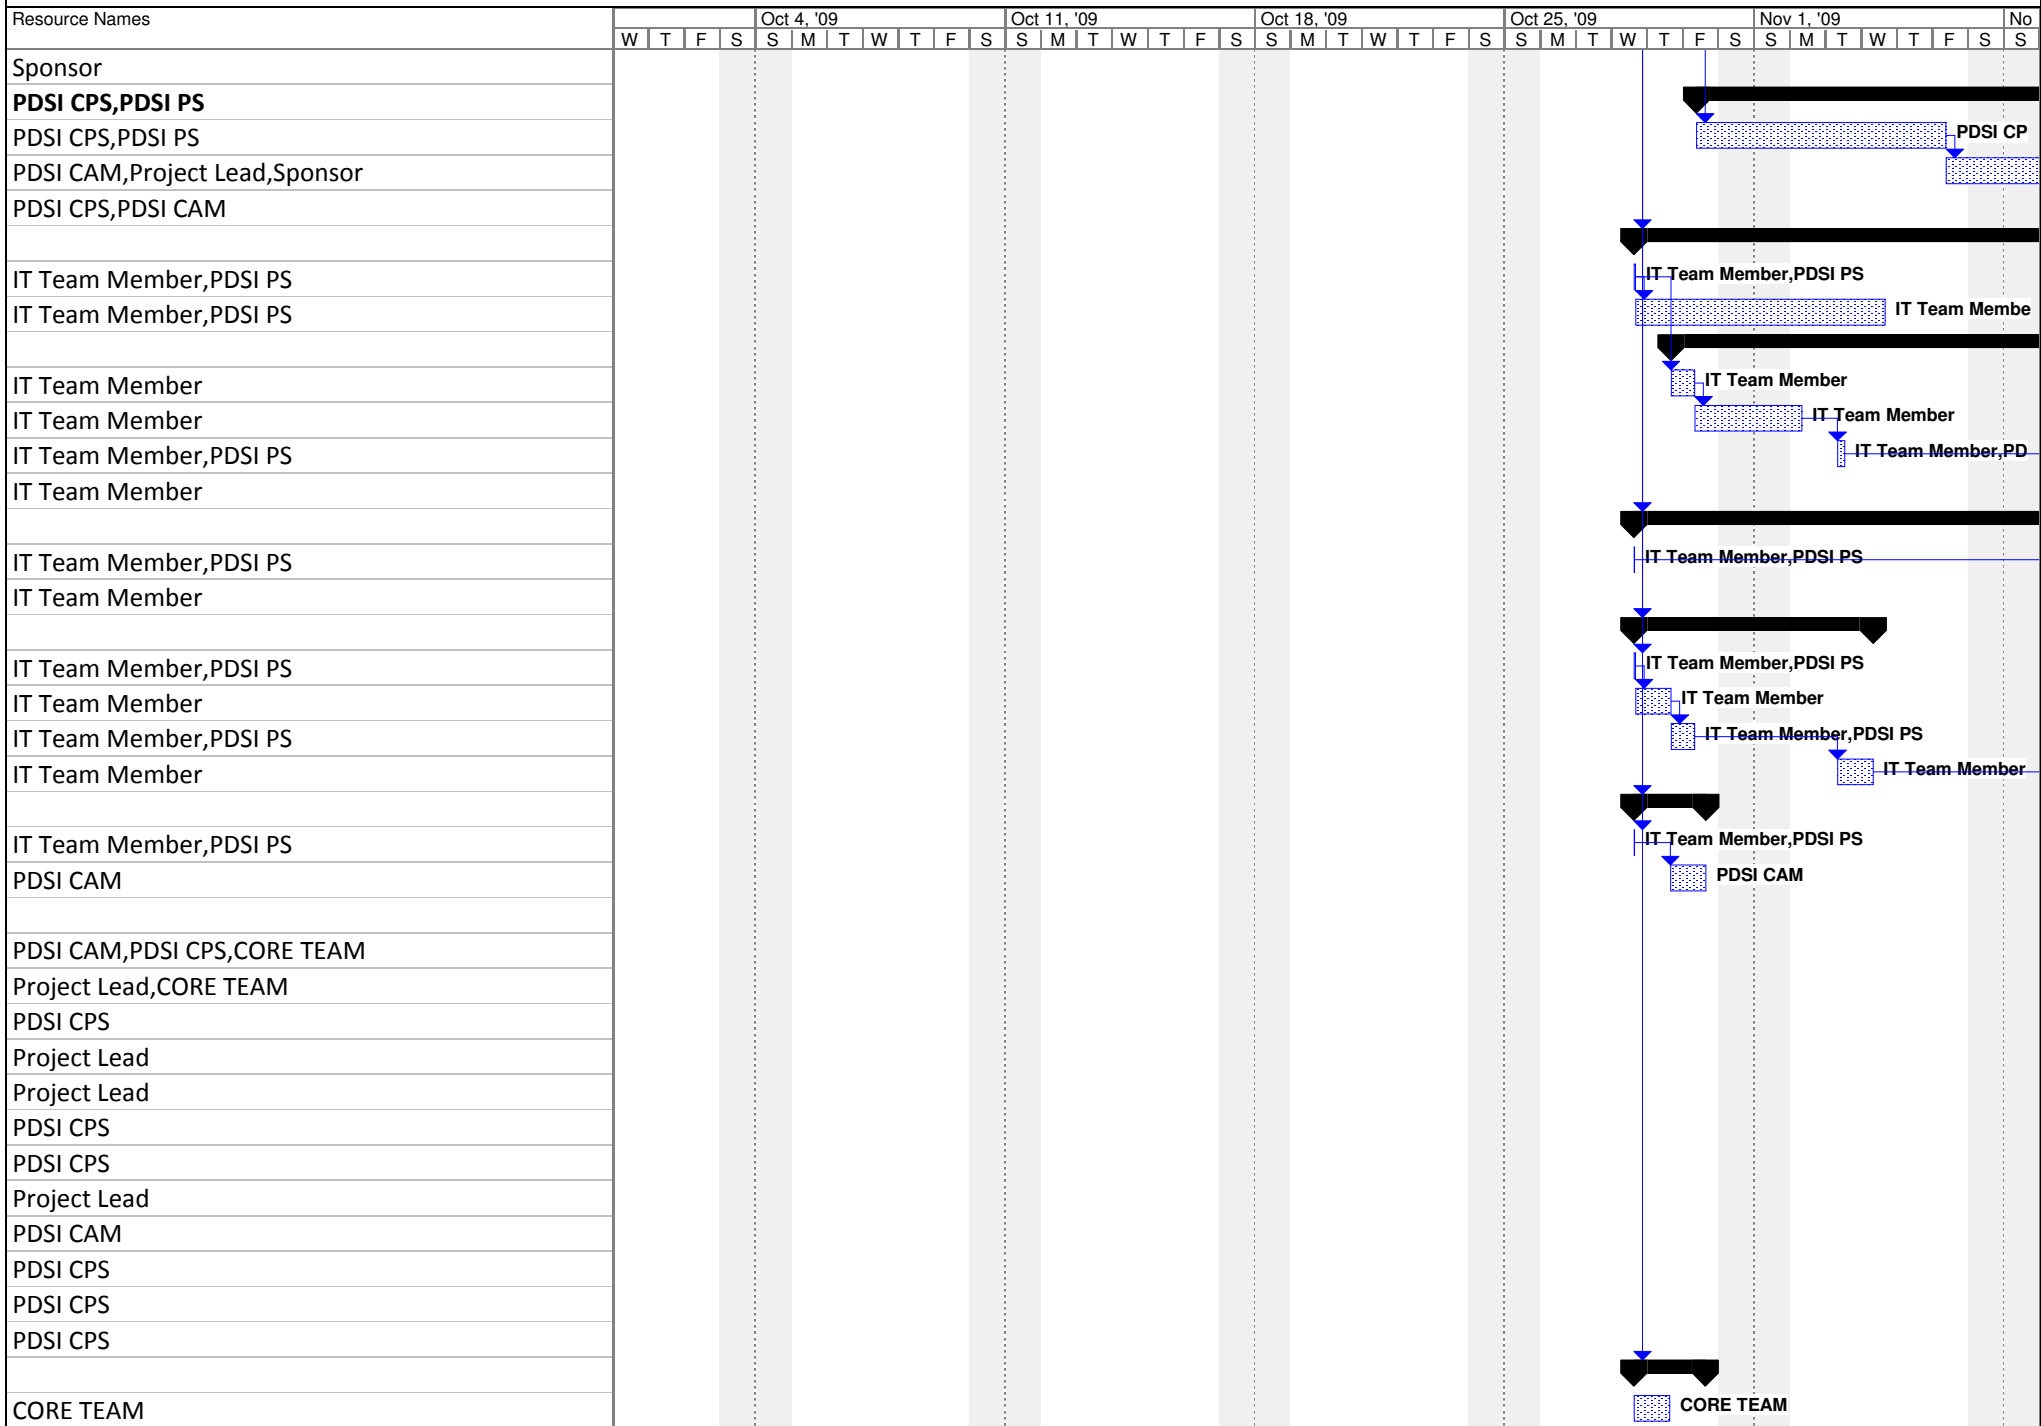 Resource Names
Oct 4, '09 Oct 11, '09 Oct 18, '09 Oct 25, '09 Nov 1, '09 No
W T F S S M T W T F S S M T W T F S S M T W T F S S M T W T F S S M T W T F S S
Sponsor
PDSI CPS,PDSI PS
PDSI CPS,PDSI PS PDSI CP
PDSI CAM,Project Lead,Sponsor
PDSI CPS,PDSI CAM
IT Team Member,PDSI PS IT Team Member,PDSI PS
IT Team Member,PDSI PS IT Team Membe
IT Team Member IT Team Member
IT Team Member IT Team Member
IT Team Member,PDSI PS IT Team Member,PD
IT Team Member
IT Team Member,PDSI PS IT Team Member,PDSI PS
IT Team Member
IT Team Member,PDSI PS IT Team Member,PDSI PS
IT Team Member IT Team Member
IT Team Member,PDSI PS IT Team Member,PDSI PS
IT Team Member IT Team Member
IT Team Member,PDSI PS IT Team Member,PDSI PS
PDSI CAM PDSI CAM
PDSI CAM,PDSI CPS,CORE TEAM
Project Lead,CORE TEAM
PDSI CPS
Project Lead
Project Lead
PDSI CPS
PDSI CPS
Project Lead
PDSI CAM
PDSI CPS
PDSI CPS
PDSI CPS
CORE TEAM CORE TEAM